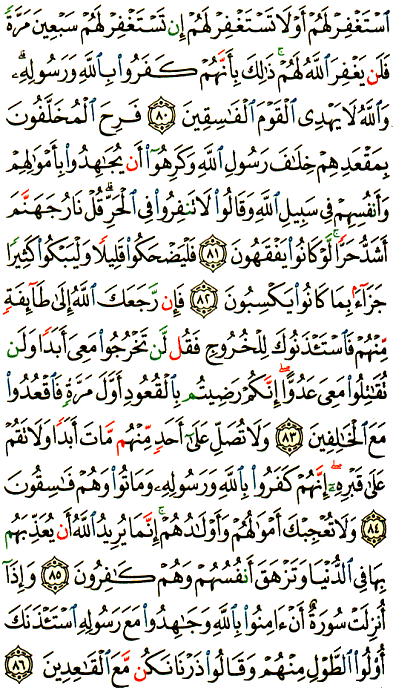 ٱسْتَغْفِرْ لَهُمْ أَوْ لَا تَسْتَغْفِرْ لَهُمْ إِن تَسْتَغْفِرْ لَهُمْ سَبْعِينَ مَرَّةً
فَلَن يَغْفِرَ ٱللَّهُ لَهُمْ ۚ ذَٰلِكَ بِأَنَّهُمْ كَفَرُوا۟ بِٱللَّهِ وَرَسُولِهِۦ ۗ
وَٱللَّهُ لَا يَهْدِى ٱلْقَوْمَ ٱلْفَـٰسِقِينَ ٨٠ فَرِحَ ٱلْمُخَلَّفُونَ
بِمَقْعَدِهِمْ خِلَـٰفَ رَسُولِ ٱللَّهِ وَكَرِهُوٓا۟ أَن يُجَـٰهِدُوا۟ بِأَمْوَٰلِهِمْ
وَأَنفُسِهِمْ فِى سَبِيلِ ٱللَّهِ وَقَالُوا۟ لَا تَنفِرُوا۟ فِى ٱلْحَرِّ ۗ قُلْ نَارُ جَهَنَّمَ
أَشَدُّ حَرًّا ۚ لَّوْ كَانُوا۟ يَفْقَهُونَ ٨١ فَلْيَضْحَكُوا۟ قَلِيلًا وَلْيَبْكُوا۟ كَثِيرًا
جَزَآءًۢ بِمَا كَانُوا۟ يَكْسِبُونَ ٨٢ فَإِن رَّجَعَكَ ٱللَّهُ إِلَىٰ طَآئِفَةٍ
مِّنْهُمْ فَٱسْتَـْٔذَنُوكَ لِلْخُرُوجِ فَقُل لَّن تَخْرُجُوا۟ مَعِىَ أَبَدًا وَلَن
تُقَـٰتِلُوا۟ مَعِىَ عَدُوًّا ۖ إِنَّكُمْ رَضِيتُم بِٱلْقُعُودِ أَوَّلَ مَرَّةٍ فَٱقْعُدُوا۟
مَعَ ٱلْخَـٰلِفِينَ ٨٣ وَلَا تُصَلِّ عَلَىٰٓ أَحَدٍ مِّنْهُم مَّاتَ أَبَدًا وَلَا تَقُمْ
عَلَىٰ قَبْرِهِۦٓ ۖ إِنَّهُمْ كَفَرُوا۟ بِٱللَّهِ وَرَسُولِهِۦ وَمَاتُوا۟ وَهُمْ فَـٰسِقُونَ
٨٤ وَلَا تُعْجِبْكَ أَمْوَٰلُهُمْ وَأَوْلَـٰدُهُمْ ۚ إِنَّمَا يُرِيدُ ٱللَّهُ أَن يُعَذِّبَهُم
بِهَا فِى ٱلدُّنْيَا وَتَزْهَقَ أَنفُسُهُمْ وَهُمْ كَـٰفِرُونَ ٨٥ وَإِذَآ
أُنزِلَتْ سُورَةٌ أَنْ ءَامِنُوا۟ بِٱللَّهِ وَجَـٰهِدُوا۟ مَعَ رَسُولِهِ ٱسْتَـْٔذَنَكَ
أُو۟لُوا۟ ٱلطَّوْلِ مِنْهُمْ وَقَالُوا۟ ذَرْنَا نَكُن مَّعَ ٱلْقَـٰعِدِينَ ٨٦